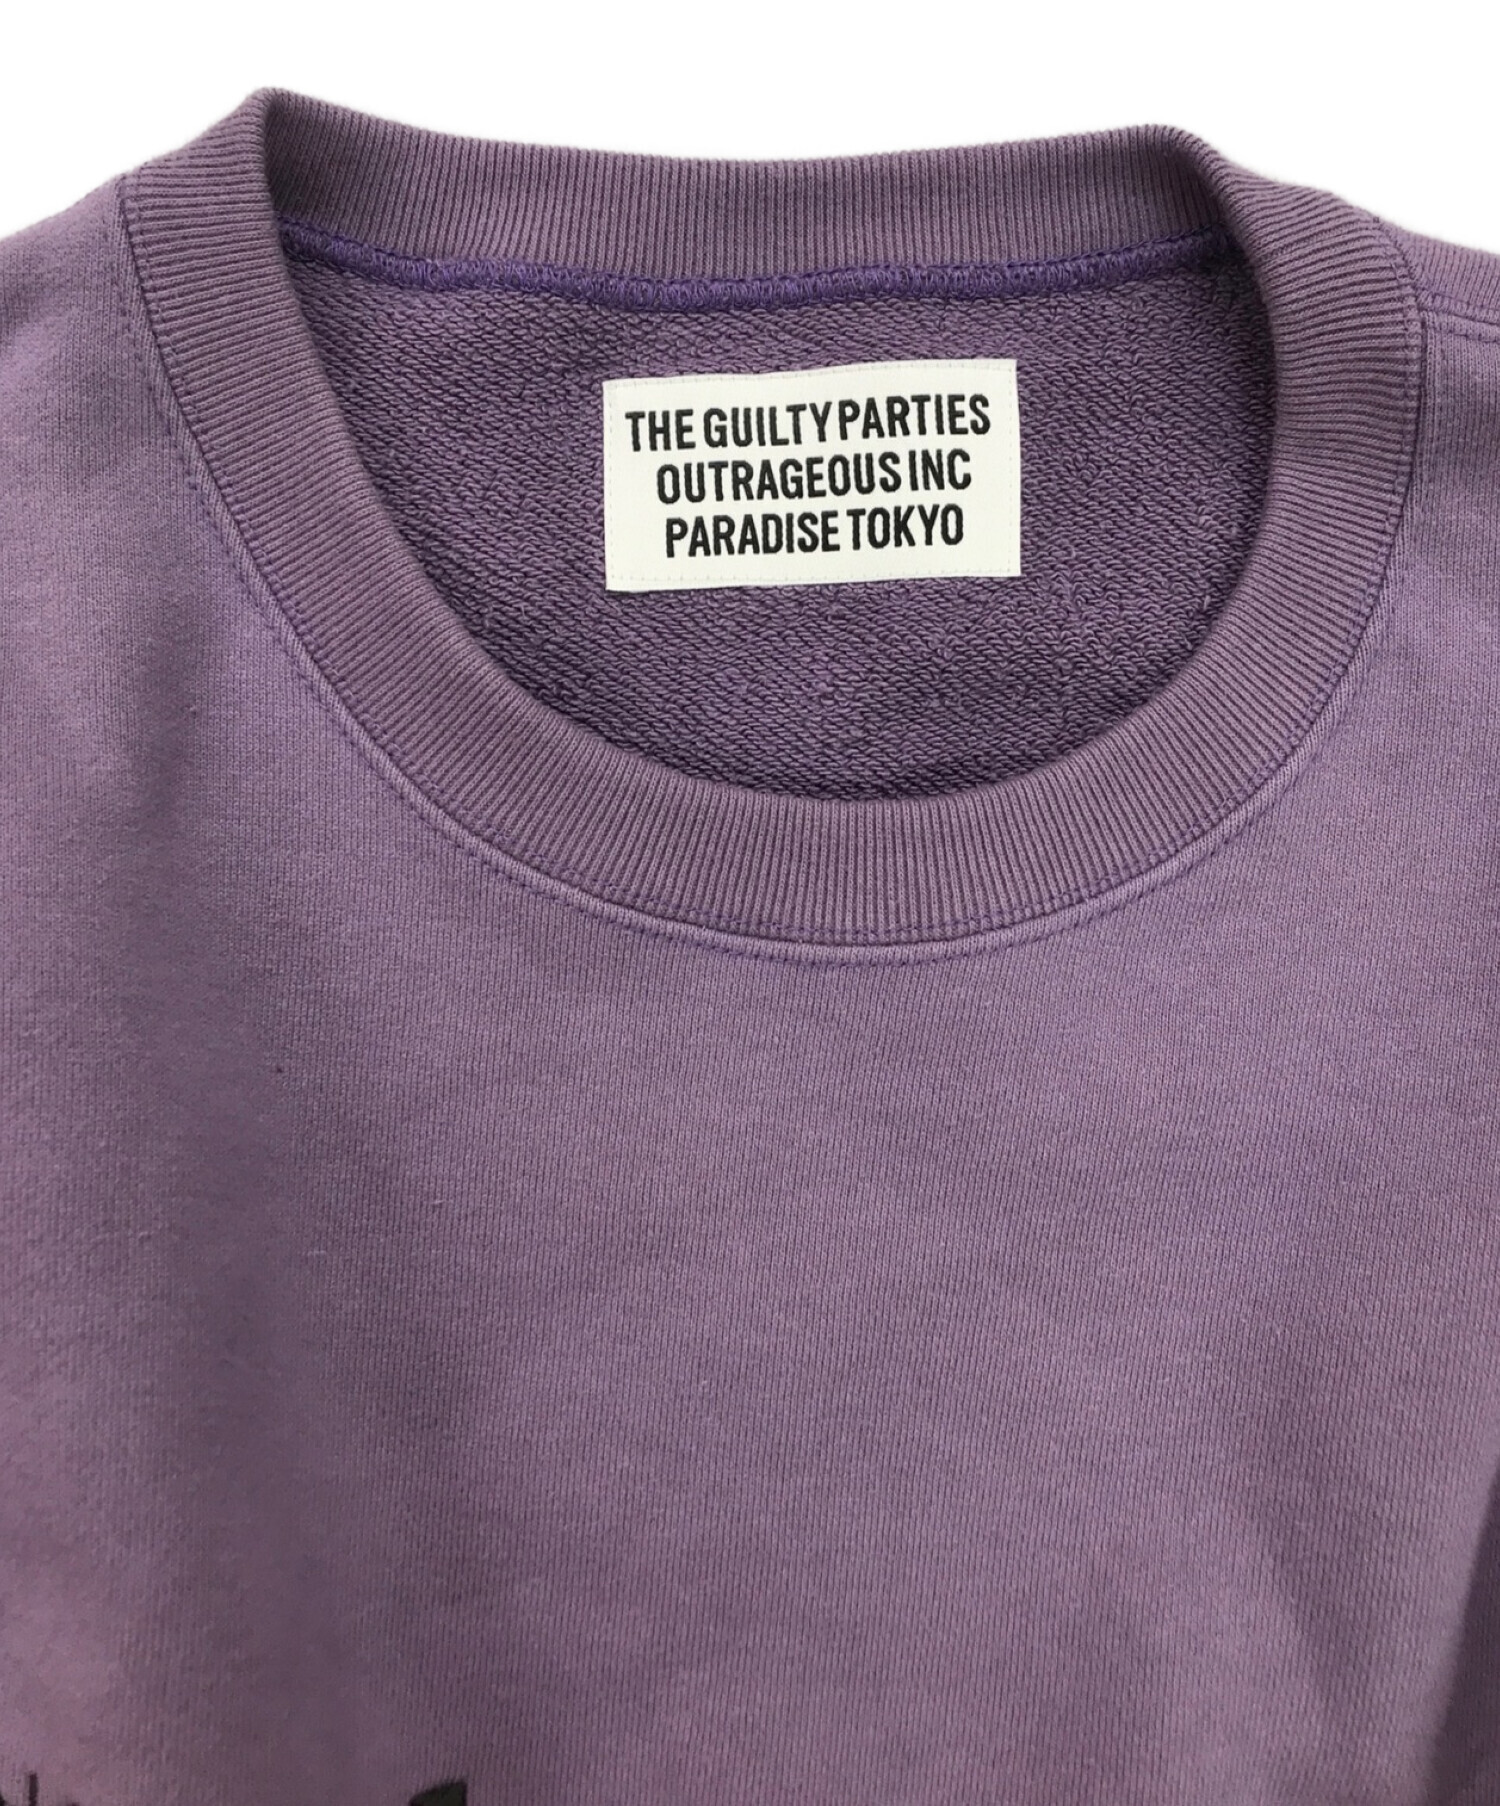 THE GUILTY PARTIES
OUTRAGEOUS INC
PARADISE TOKYO